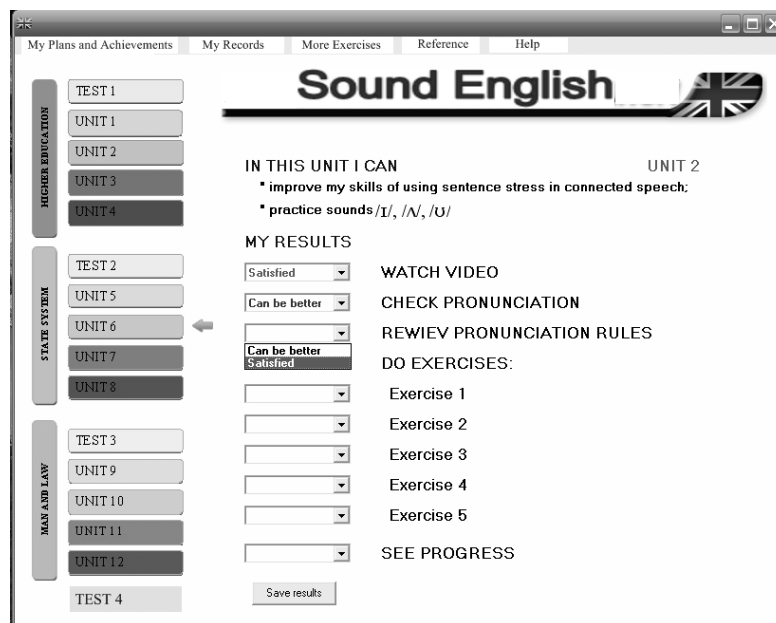 My Plans and Achievements My Records More Exercises Reference Help
Sound English
HIGHER EDUCATION
TEST 1
UNIT 1
UNIT 2
UNIT 3
UNIT 4
STATE SYSTEM
TEST 2
UNIT 5
UNIT 6
UNIT 7
UNIT 8
MAN AND LAW
TEST 3
UNIT 9
UNIT 10
UNIT 11
UNIT 12
TEST 4
IN THIS UNIT I CAN UNIT 2
• improve my skills of using sentence stress in connected speech;
• practice sounds /ɪ/, /ʌ/, /ʊ/
MY RESULTS
Satisfied WATCH VIDEO
Can be better CHECK PRONUNCIATION
REWIEV PRONUNCIATION RULES
Can be better
Satisfied DO EXERCISES:
Exercise 1
Exercise 2
Exercise 3
Exercise 4
Exercise 5
SEE PROGRESS
Save results